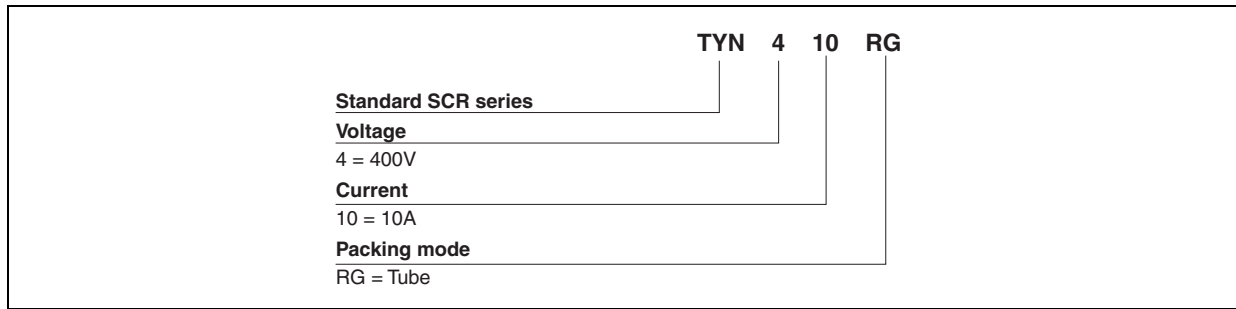 TYN 4 10 RG
Standard SCR series
Voltage
4 = 400V
Current
10 = 10A
Packing mode
RG = Tube